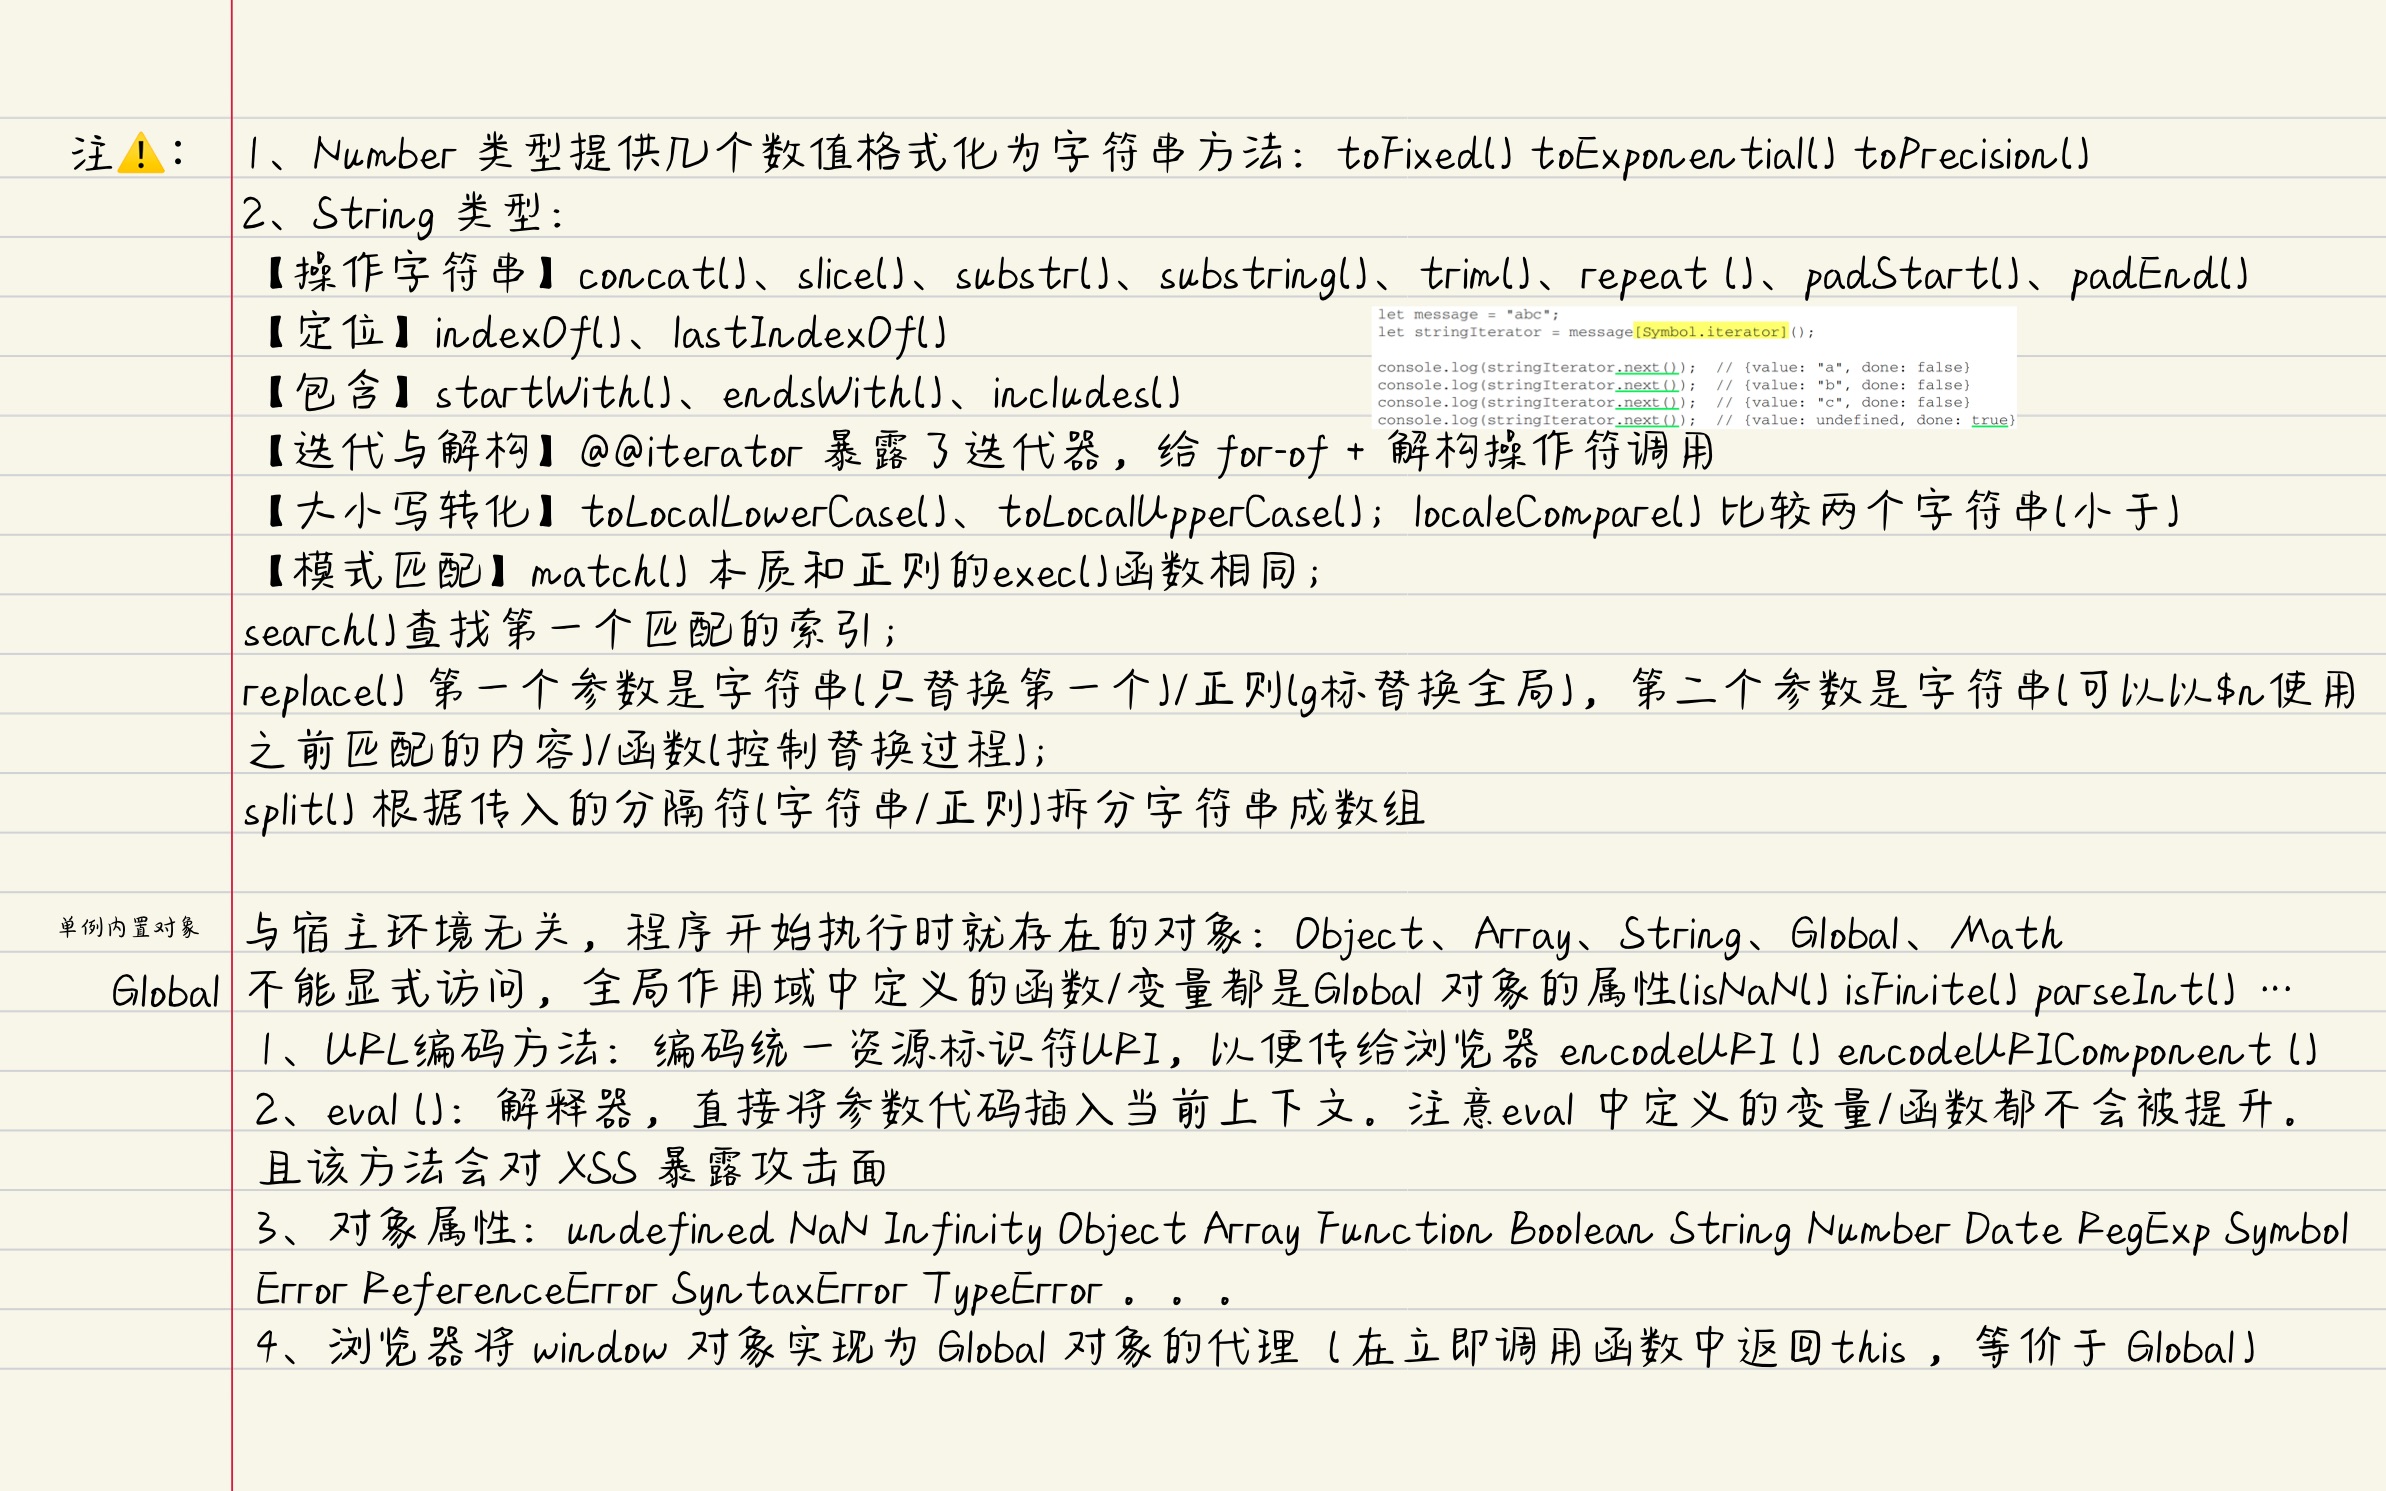 注⚠️： 1、Number 类型提供几个数值格式化为字符串方法：toFixed() toExponential() toPrecision()
2、String 类型：
【操作字符串】concat()、slice()、substr()、substring()、trim()、repeat ()、padStart()、padEnd()
【定位】indexOf()、lastIndexOf()
let message = "abc";
let stringIterator = message[Symbol.iterator]();
console.log(stringIterator.next());  // {value: "a", done: false}
console.log(stringIterator.next());  // {value: "b", done: false}
console.log(stringIterator.next());  // {value: "c", done: false}
console.log(stringIterator.next());  // {value: undefined, done: true}
【包含】startWith()、endsWith()、includes()
【迭代与解构】@@iterator 暴露了迭代器，给 for-of + 解构操作符调用
【大小写转化】toLocalLowerCase()、toLocalUpperCase()；localeCompare() 比较两个字符串(小于)
【模式匹配】match() 本质和正则的exec()函数相同；
search()查找第一个匹配的索引；
replace() 第一个参数是字符串(只替换第一个)/正则(g标替换全局)，第二个参数是字符串(可以以$n使用
之前匹配的内容)/函数(控制替换过程)；
split() 根据传入的分隔符(字符串/正则)拆分字符串成数组
单例内置对象 与宿主环境无关，程序开始执行时就存在的对象：Object、Array、String、Global、Math
Global 不能显式访问，全局作用域中定义的函数/变量都是Global 对象的属性(isNaN() isFinite() parseInt() …
1、URL编码方法：编码统一资源标识符URI，以便传给浏览器 encodeURI () encodeURIComponent ()
2、eval ()：解释器，直接将参数代码插入当前上下文。注意eval 中定义的变量/函数都不会被提升。
且该方法会对 XSS 暴露攻击面
3、对象属性：undefined NaN Infinity Object Array Function Boolean String Number Date RegExp Symbol
Error ReferenceError SyntaxError TypeError 。。。
4、浏览器将 window 对象实现为 Global 对象的代理（在立即调用函数中返回this ，等价于 Global）